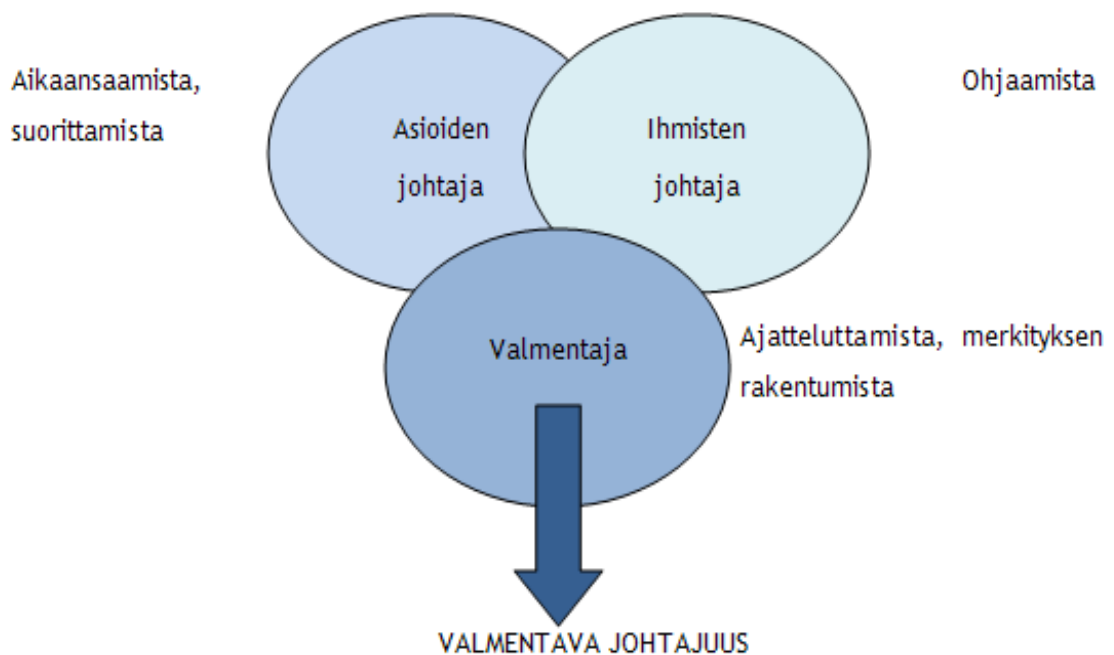 Aikaansaamista,
suorittamista
Asioiden
johtaja
Ihmisten
johtaja
Ohjaamista
Valmentaja
Ajatteluttamista, merkityksen
rakentumista
VALMENTAVA JOHTAJUUS